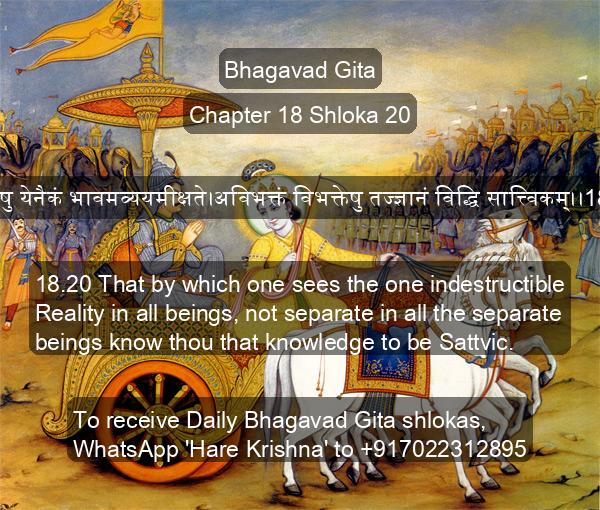 Bhagavad Gita
Chapter 18 Shloka 20
येनैकं भावमव्ययमीक्षते।अविभक्तं विभक्तेषु तज्ज्ञानं विद्धि सात्त्विकम्।।
18.20 That by which one sees the one indestructible
Reality in all beings, not separate in all the separate
beings know thou that knowledge to be Sattvic.
To receive Daily Bhagavad Gita shlokas,
WhatsApp 'Hare Krishna' to +917022312895